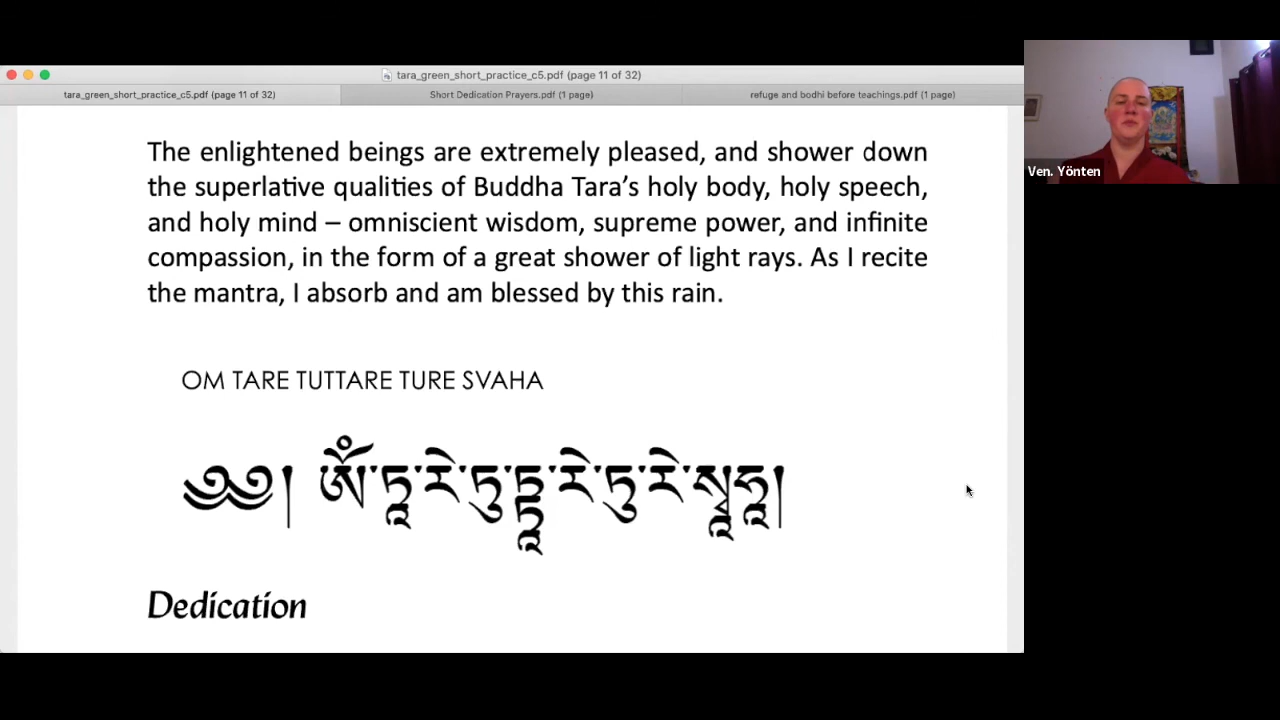 tara_green_short_practice_c5.pdf (page 11 of 32)
tara_green_short_practice_c5.pdf (page 11 of 32)
Short Dedication Prayers.pdf (1 page)
refuge and bodhi before teachings.pdf (1 page)
The enlightened beings are extremely pleased, and shower down
the superlative qualities of Buddha Tara’s holy body, holy speech,
and holy mind – omniscient wisdom, supreme power, and infinite
compassion, in the form of a great shower of light rays. As I recite
the mantra, I absorb and am blessed by this rain.
OM TARE TUTTARE TURE SVAHA
༄༅། ཨོཾ་ཏཱ་རེ་ཏུ་ཏྟཱ་རེ་ཏུ་རེ་སྭཱཧཱ།
Dedication
Ven. Yönten